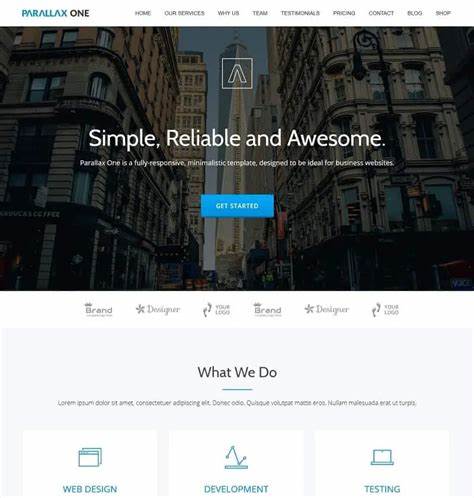 PARALLAX ONE
HOME OUR SERVICES WHY US TEAM TESTIMONIALS PRICING CONTACT BLOG SHOP
Simple, Reliable and Awesome.
Parallax One is a fully-responsive, minimalistic template, designed to be ideal for business websites.
& COFFEE
GET STARTED
Brand Designer YOUR LOGO Brand Designer YOUR LOGO
What We Do
Lorem ipsum dolor sit amet, consectetuer adipiscing elit. Donec odio. Quisque volutpat mattis eros. Nullam malesuada erat ut turpis.
WEB DESIGN DEVELOPMENT TESTING